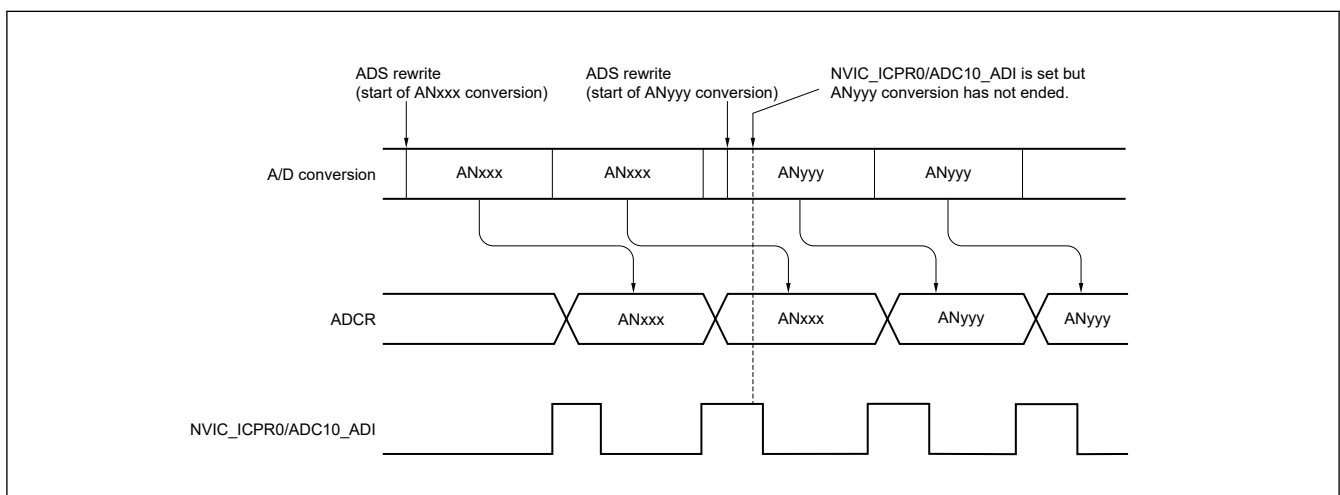 ADS rewrite
(start of ANxxx conversion)
ADS rewrite
(start of ANyyy conversion)
NVIC_ICPR0/ADC10_ADI is set but
ANyyy conversion has not ended.
A/D conversion
ANxxx
ANxxx
ANyyy
ANyyy
ADCR
ANxxx
ANxxx
ANyyy
ANyyy
NVIC_ICPR0/ADC10_ADI